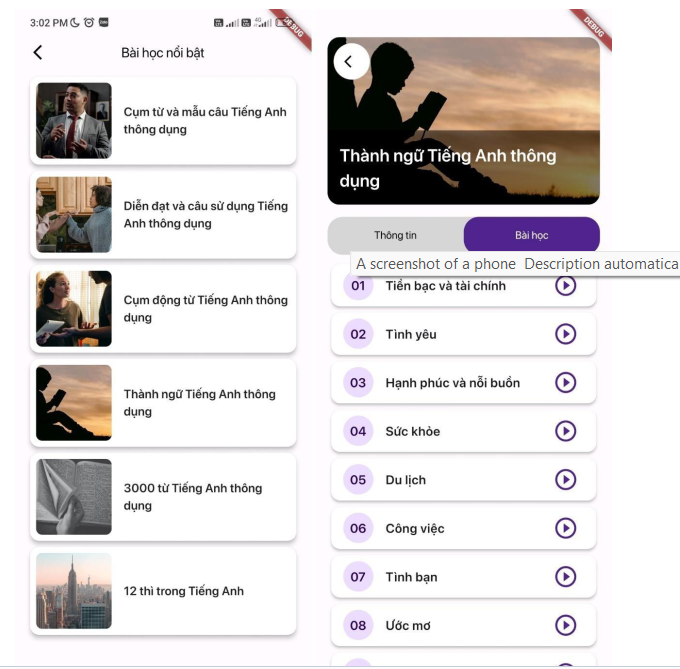 3:02 PM
DEBUG
Bài học nổi bật
Cụm từ và mẫu câu Tiếng Anh
thông dụng
Diễn đạt và câu sử dụng Tiếng
Anh thông dụng
Cụm động từ Tiếng Anh thông
dụng
Thành ngữ Tiếng Anh thông
dụng
3000 từ Tiếng Anh thông
dụng
12 thì trong Tiếng Anh
DEBUG
Thành ngữ Tiếng Anh thông
dụng
Thông tin
Bài học
A screenshot of a phone Description automatica
01 Tiền bạc và tài chính
02 Tình yêu
03 Hạnh phúc và nỗi buồn
04 Sức khỏe
05 Du lịch
06 Công việc
07 Tình bạn
08 Ước mơ